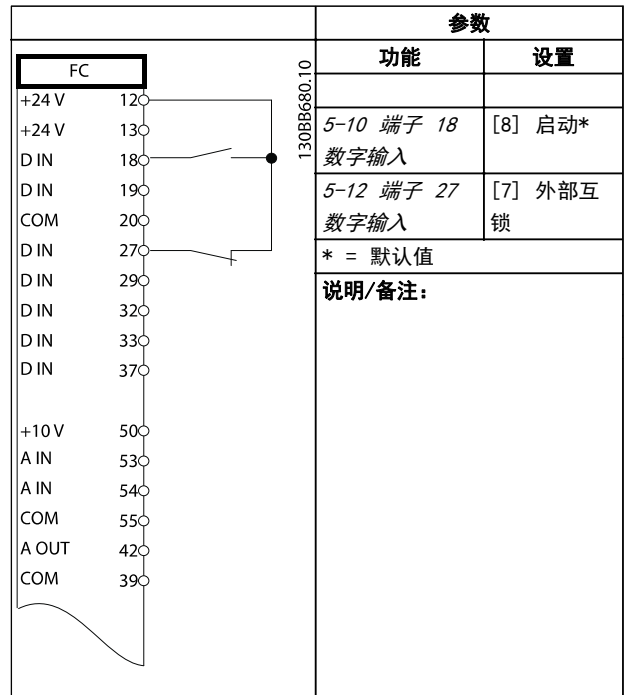 参数
功能 设置
FC
130BB680.10
+24 V 12
+24 V 13
D IN 18
D IN 19
COM 20
D IN 27
D IN 29
D IN 32
D IN 33
D IN 37
+10 V 50
A IN 53
A IN 54
COM 55
A OUT 42
COM 39
5-10 端子 18 [8] 启动*
数字输入
5-12 端子 27 [7] 外部互
数字输入 锁
* = 默认值
说明/备注：